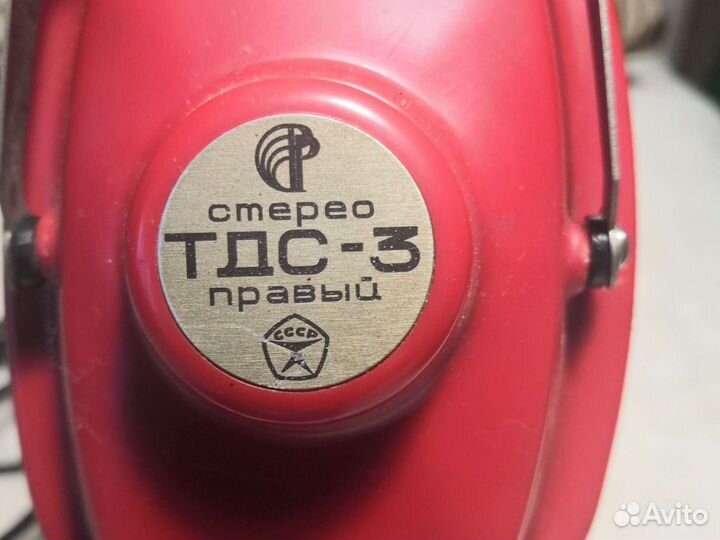 стерео
ТДС-3
правый
СССР
Avito